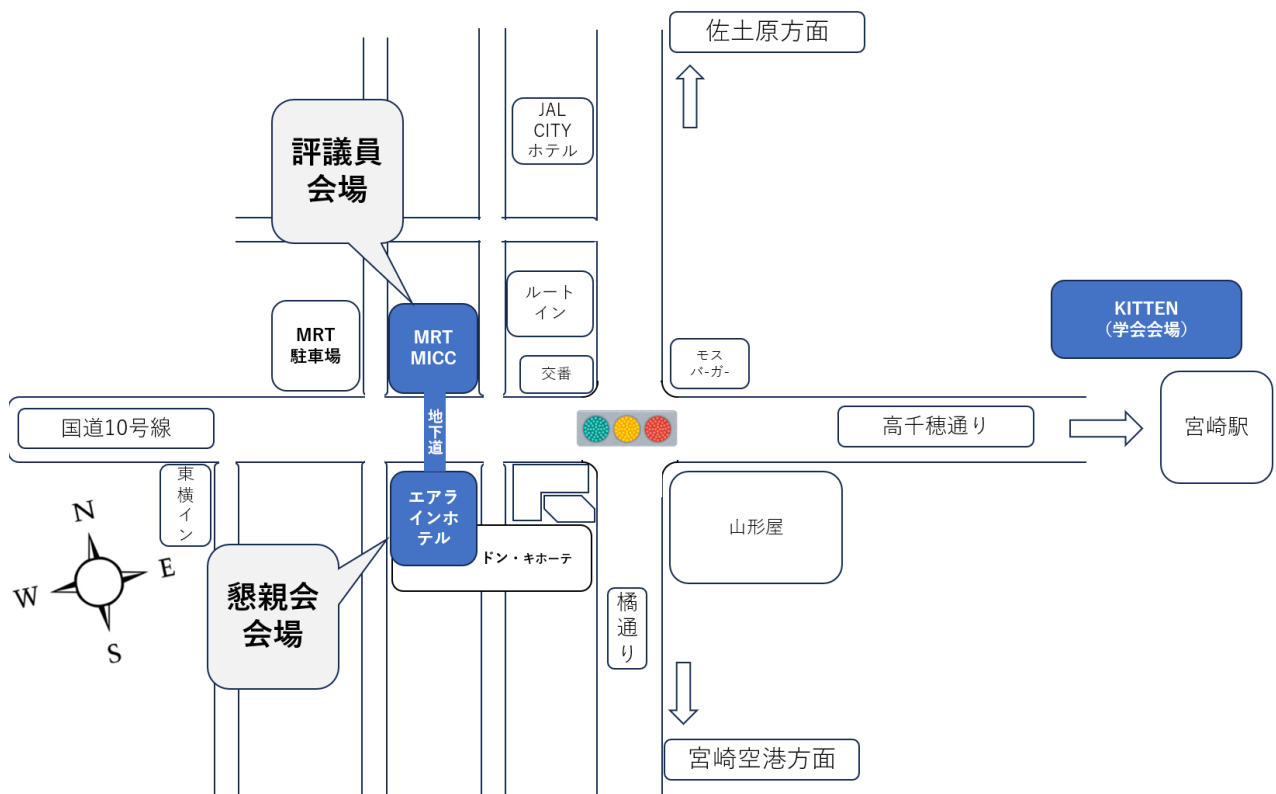 佐土原方面
JAL
CITY
ホテル
評議員
会場
ルート
イン
KITTEN
（学会会場）
MRT
駐車場
MRT
MICC
交番
モス
バ-ガ-
国道10号線
地下道
高千穂通り
宮崎駅
東横イン
エアラ
インホ
テル
山形屋
ドン・キホーテ
N
E
W
S
懇親会
会場
橘通り
宮崎空港方面